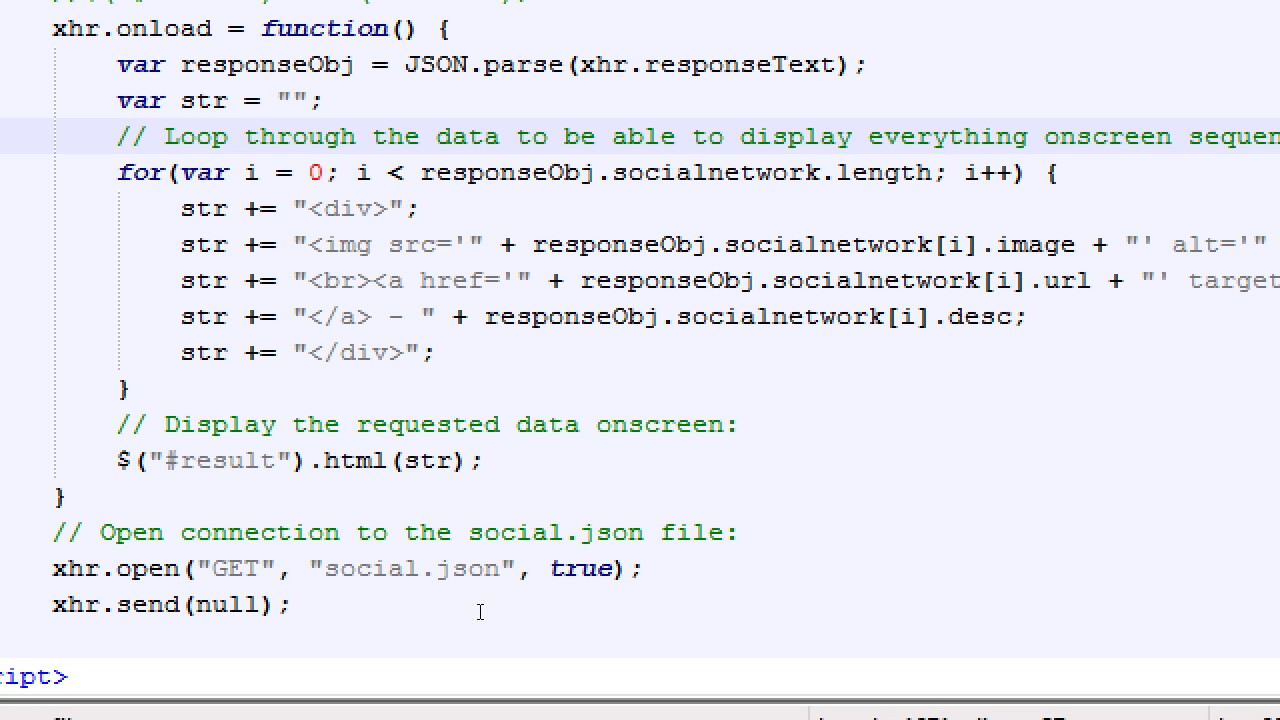 xhr.onload = function() {
var responseObj = JSON.parse(xhr.responseText);
var str = "";
// Loop through the data to be able to display everything onscreen
for(var i = 0; i < responseObj.socialnetwork.length; i++) {
str += "<div>";
str += "<img src='" + responseObj.socialnetwork[i].image + "' alt='"
str += "<br><a href='" + responseObj.socialnetwork[i].url + "' target
str += "</a> - " + responseObj.socialnetwork[i].desc;
str += "</div>";
}
// Display the requested data onscreen:
$("#result").html(str);
}
// Open connection to the social.json file:
xhr.open("GET", "social.json", true);
xhr.send(null);
ript>